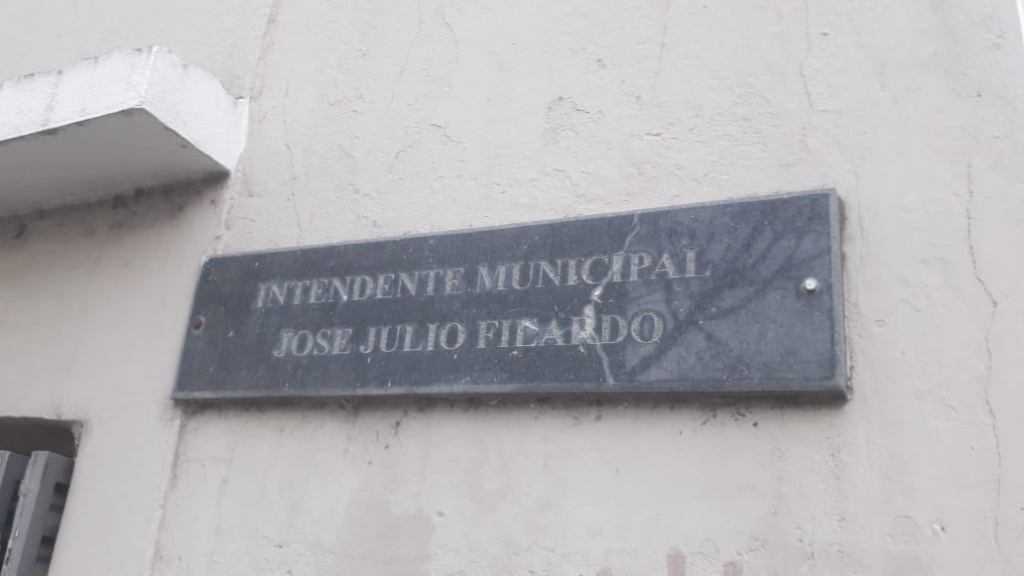 INTENDENTE MUNICIPAL
JOSE JULIO FILARDO